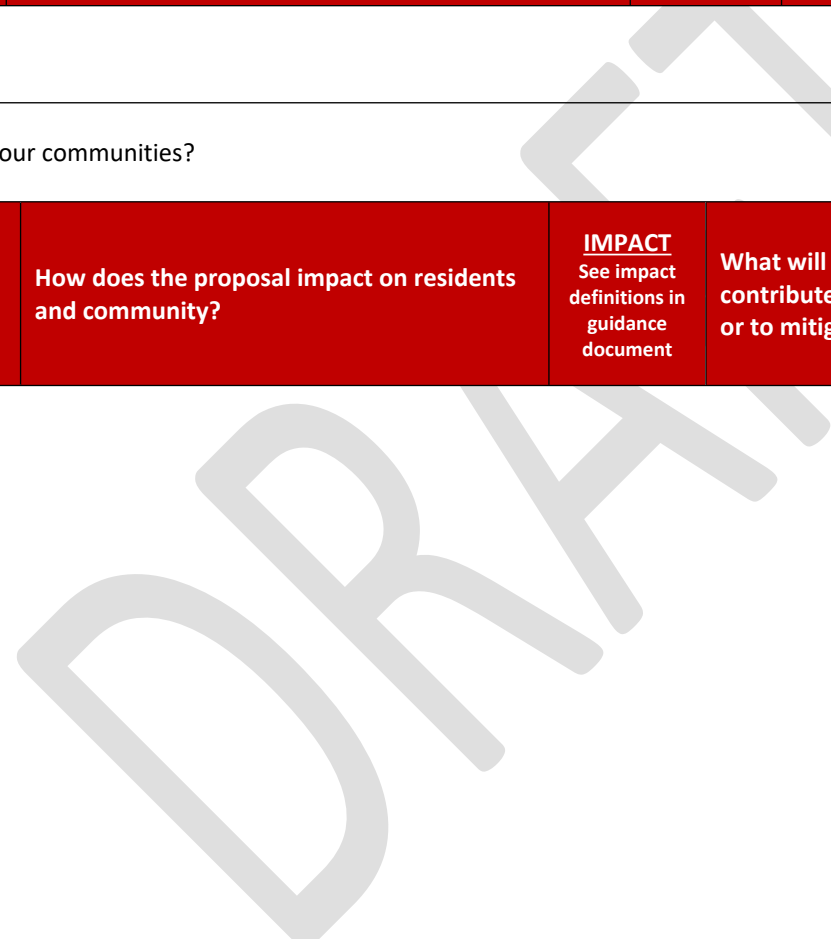 our communities?
How does the proposal impact on residents
and community?
IMPACT
See impact
definitions in
guidance
document
What will
contribute
or to mitig
DRAFT